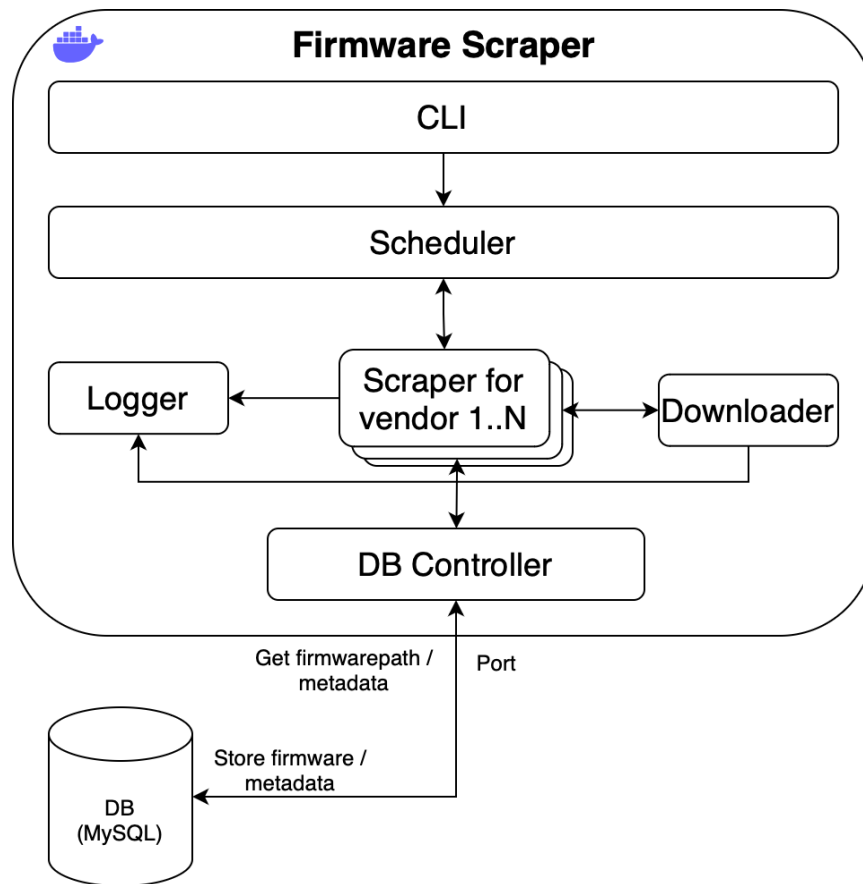 Firmware Scraper
CLI
Scheduler
Logger
Scraper for
vendor 1..N
Downloader
DB Controller
Get firmwarepath /
metadata
Port
Store firmware /
metadata
DB
(MySQL)